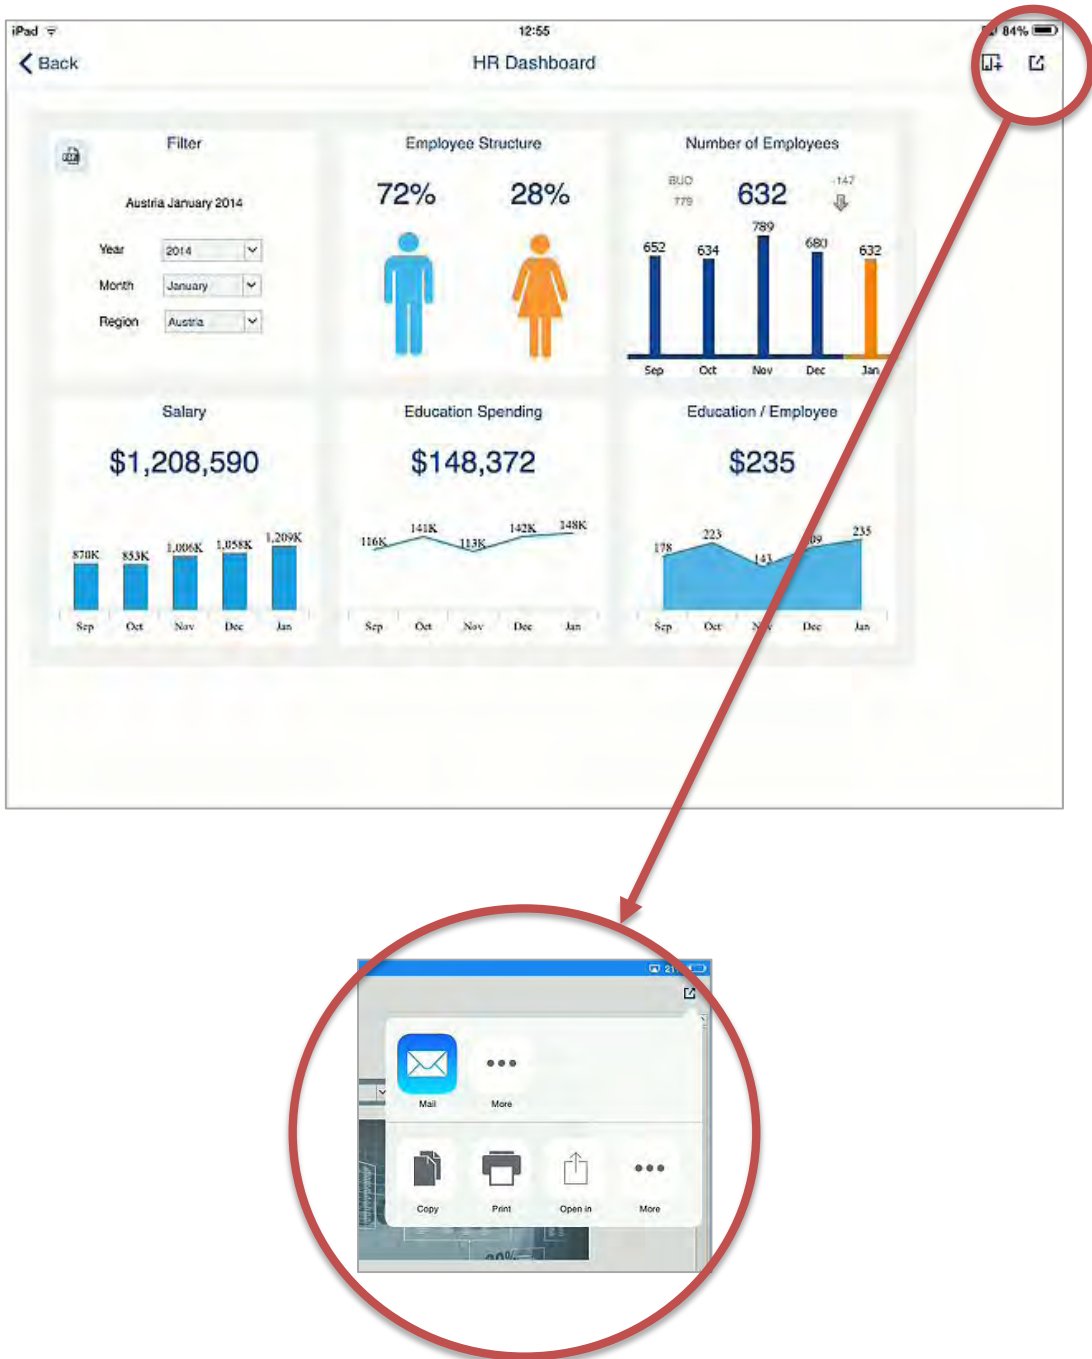 iPad 12:55 84%
Back HR Dashboard
Filter
Austria January 2014
Year 2014
Month January
Region Austria
Employee Structure
72% 28%
Number of Employees
BUD 632 -147
779
652 634 789 680 632
Sep Oct Nov Dec Jan
Salary
$1,208,590
870K 853K 1,006K 1,058K 1,209K
Sep Oct Nov Dec Jan
Education Spending
$148,372
116K 141K 113K 142K 148K
Sep Oct Nov Dec Jan
Education / Employee
$235
178 223 143 235
Sep Oct Dec Jan
Mail More
Copy Print Open in More